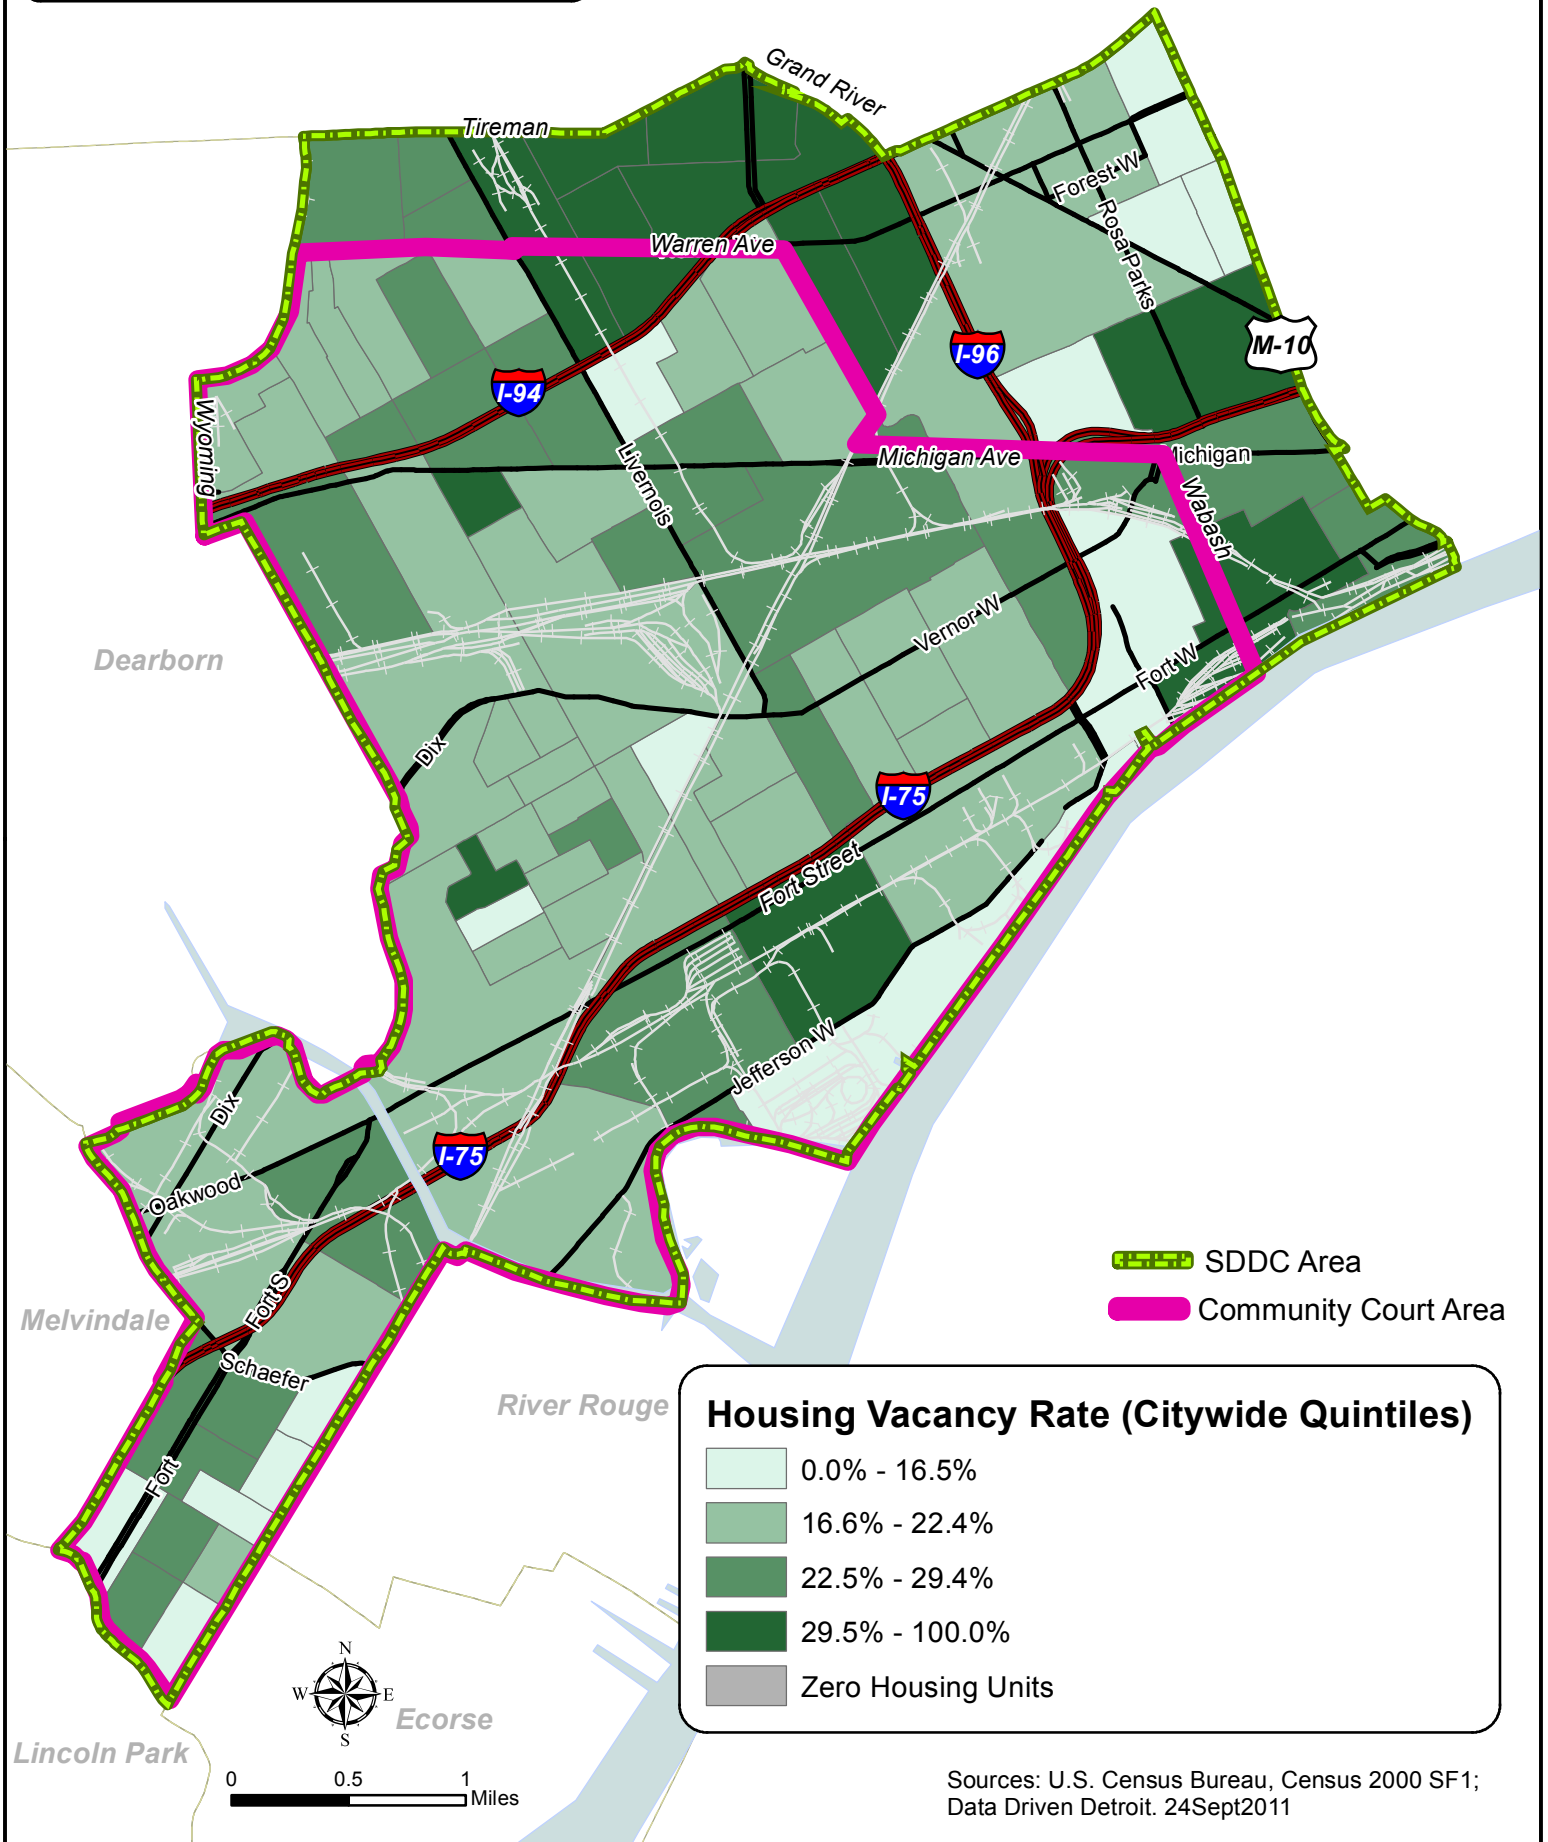 Grand River
Tireman
Forest W
Rosa Parks
Warren Ave
M-10
I-96
I-94
Wyoming
Livernois
Michigan Ave
Michigan
Wabash
Vernor W
Fort W
Dearborn
Dix
I-75
Fort Street
Jefferson W
Dix
I-75
Oakwood
Fort S
Melvindale
Schaefer
River Rouge
Fort
SDDC Area
Community Court Area
Housing Vacancy Rate (Citywide Quintiles)
0.0% - 16.5%
16.6% - 22.4%
22.5% - 29.4%
29.5% - 100.0%
Zero Housing Units
N
W E
S
Ecorse
Lincoln Park
0 0.5 1
Miles
Sources: U.S. Census Bureau, Census 2000 SF1;
Data Driven Detroit. 24Sept2011